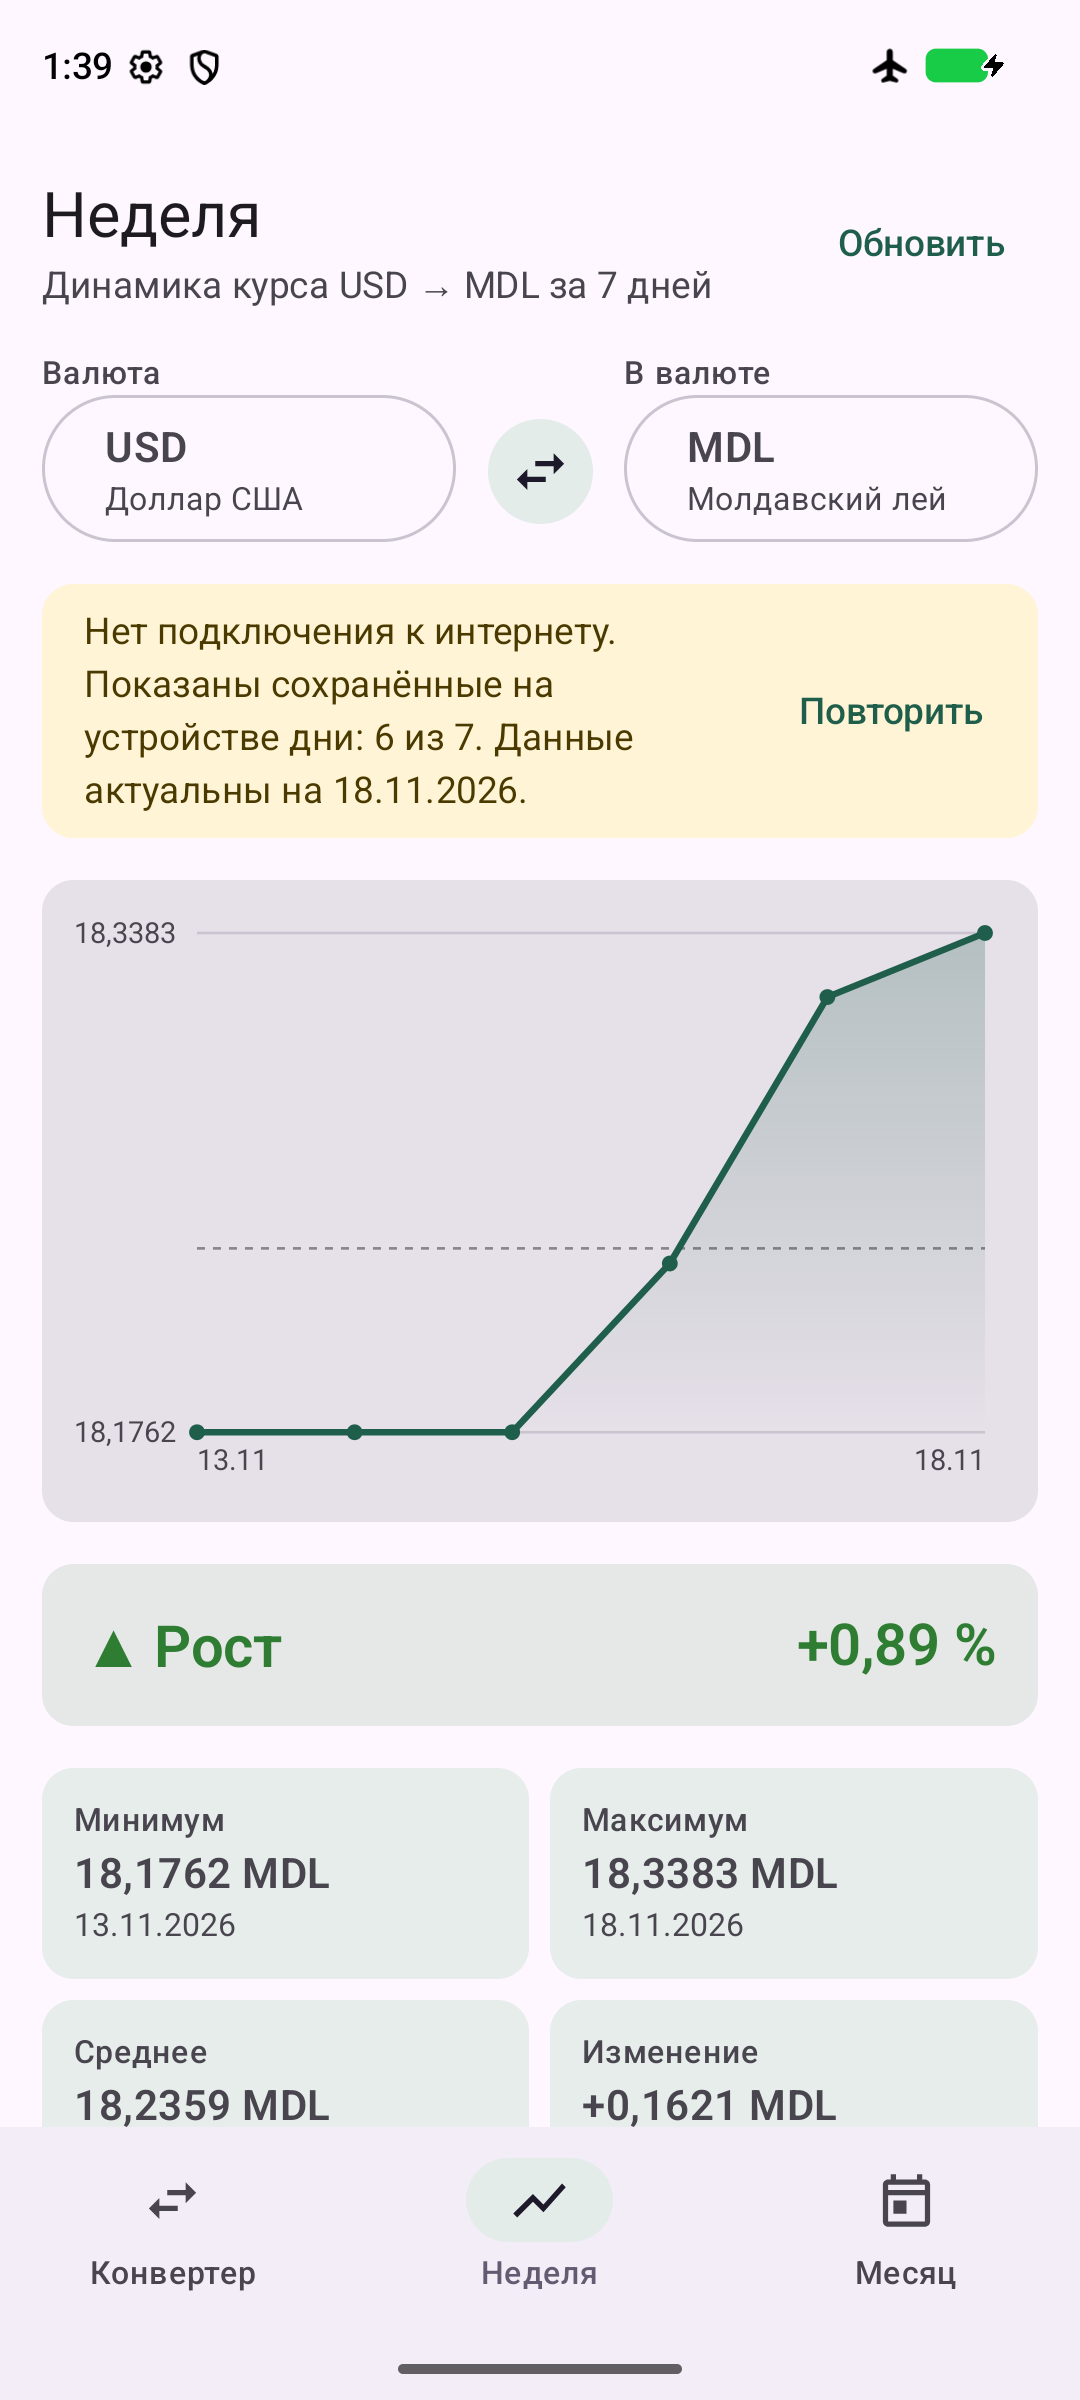 1:39
Неделя
Обновить
Динамика курса USD → MDL за 7 дней
Валюта
В валюте
USD
Доллар США
MDL
Молдавский лей
Нет подключения к интернету.
Показаны сохранённые на
устройстве дни: 6 из 7. Данные
актуальны на 18.11.2026.
Повторить
18,3383
18,1762
13.11
18.11
▲ Рост
+0,89 %
Минимум
18,1762 MDL
13.11.2026
Максимум
18,3383 MDL
18.11.2026
Среднее
18,2359 MDL
Изменение
+0,1621 MDL
Конвертер
Неделя
Месяц